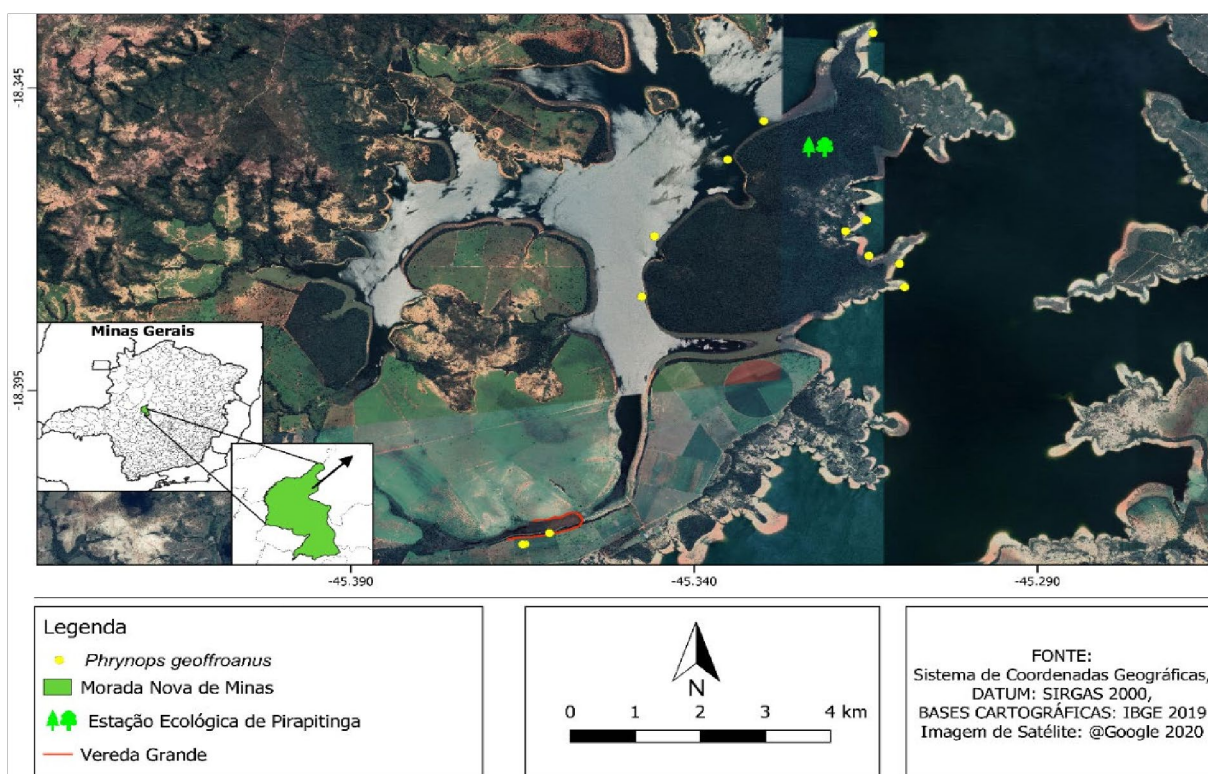 -18.345
-18.395
Minas Gerais
-45.390
-45.340
-45.290
Legenda
Phrynops geoffroanus
Morada Nova de Minas
Estação Ecológica de Pirapitinga
Vereda Grande
N
0 1 2 3 4 km
FONTE:
Sistema de Coordenadas Geográficas,
DATUM: SIRGAS 2000,
BASES CARTOGRÁFICAS: IBGE 2019
Imagem de Satélite: @Google 2020